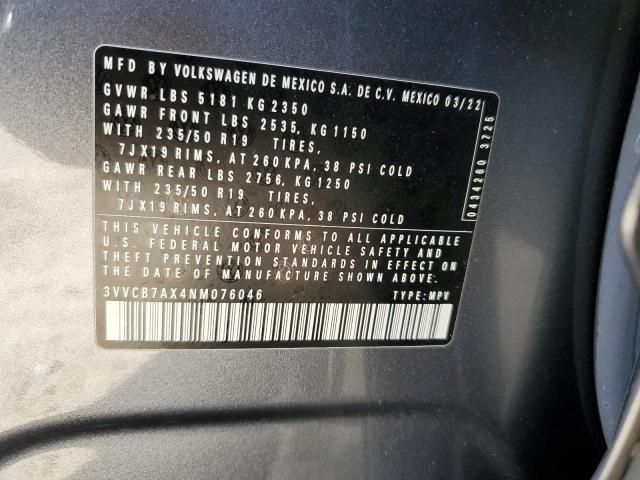 MFD BY VOLKSWAGEN DE MEXICO S.A. DE C.V. MEXICO 03/22
GVWR LBS 5181 KG 2350
GAWR FRONT LBS 2535, KG 1150
WITH 235/50 R19 TIRES,
7JX19 RIMS, AT 260 KPA, 38 PSI COLD
GAWR REAR LBS 2756, KG 1250
WITH 235/50 R19 TIRES,
7JX19 RIMS, AT 260 KPA, 38 PSI COLD
THIS VEHICLE CONFORMS TO ALL APPLICABLE
U.S. FEDERAL MOTOR VEHICLE SAFETY AND
THEFT PREVENTION STANDARDS IN EFFECT ON
THE DATE OF MANUFACTURE SHOWN ABOVE.
3VVCB7AX4NM076046 TYPE: MPV
0434260 3725